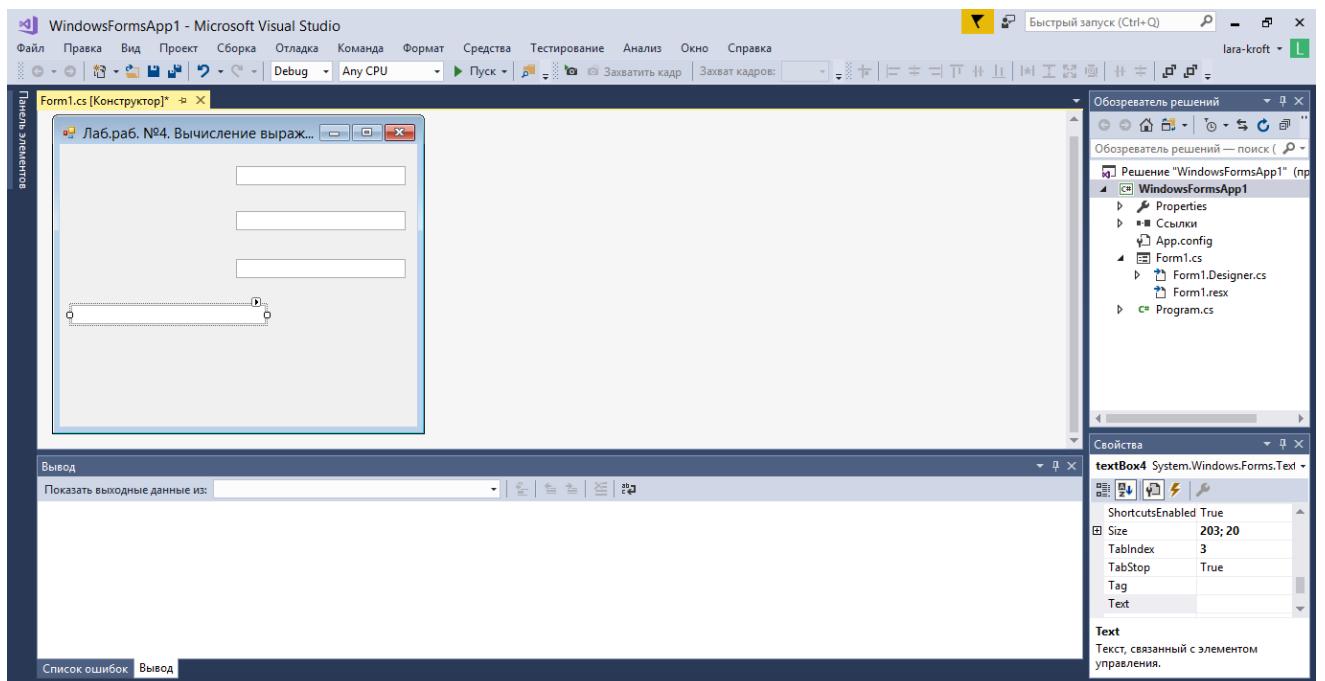 WindowsFormsApp1 - Microsoft Visual Studio
Быстрый запуск (Ctrl+Q)
Файл Правка Вид Проект Сборка Отладка Команда Формат Средства Тестирование Анализ Окно Справка
lara-kroft
L
Debug Any CPU Пуск Захватить кадр Захват кадров:
Панель элементов
Form1.cs [Конструктор]*
Лаб.раб. №4. Вычисление выраж...
Обозреватель решений
Обозреватель решений — поиск (
Решение "WindowsFormsApp1" (пр
C# WindowsFormsApp1
Properties
Ссылки
App.config
Form1.cs
Form1.Designer.cs
Form1.resx
C# Program.cs
Вывод
Показать выходные данные из:
Список ошибок Вывод
Свойства
textBox4 System.Windows.Forms.Text
ShortcutsEnabled True
Size 203; 20
TabIndex 3
TabStop True
Tag
Text
Text
Текст, связанный с элементом
управления.